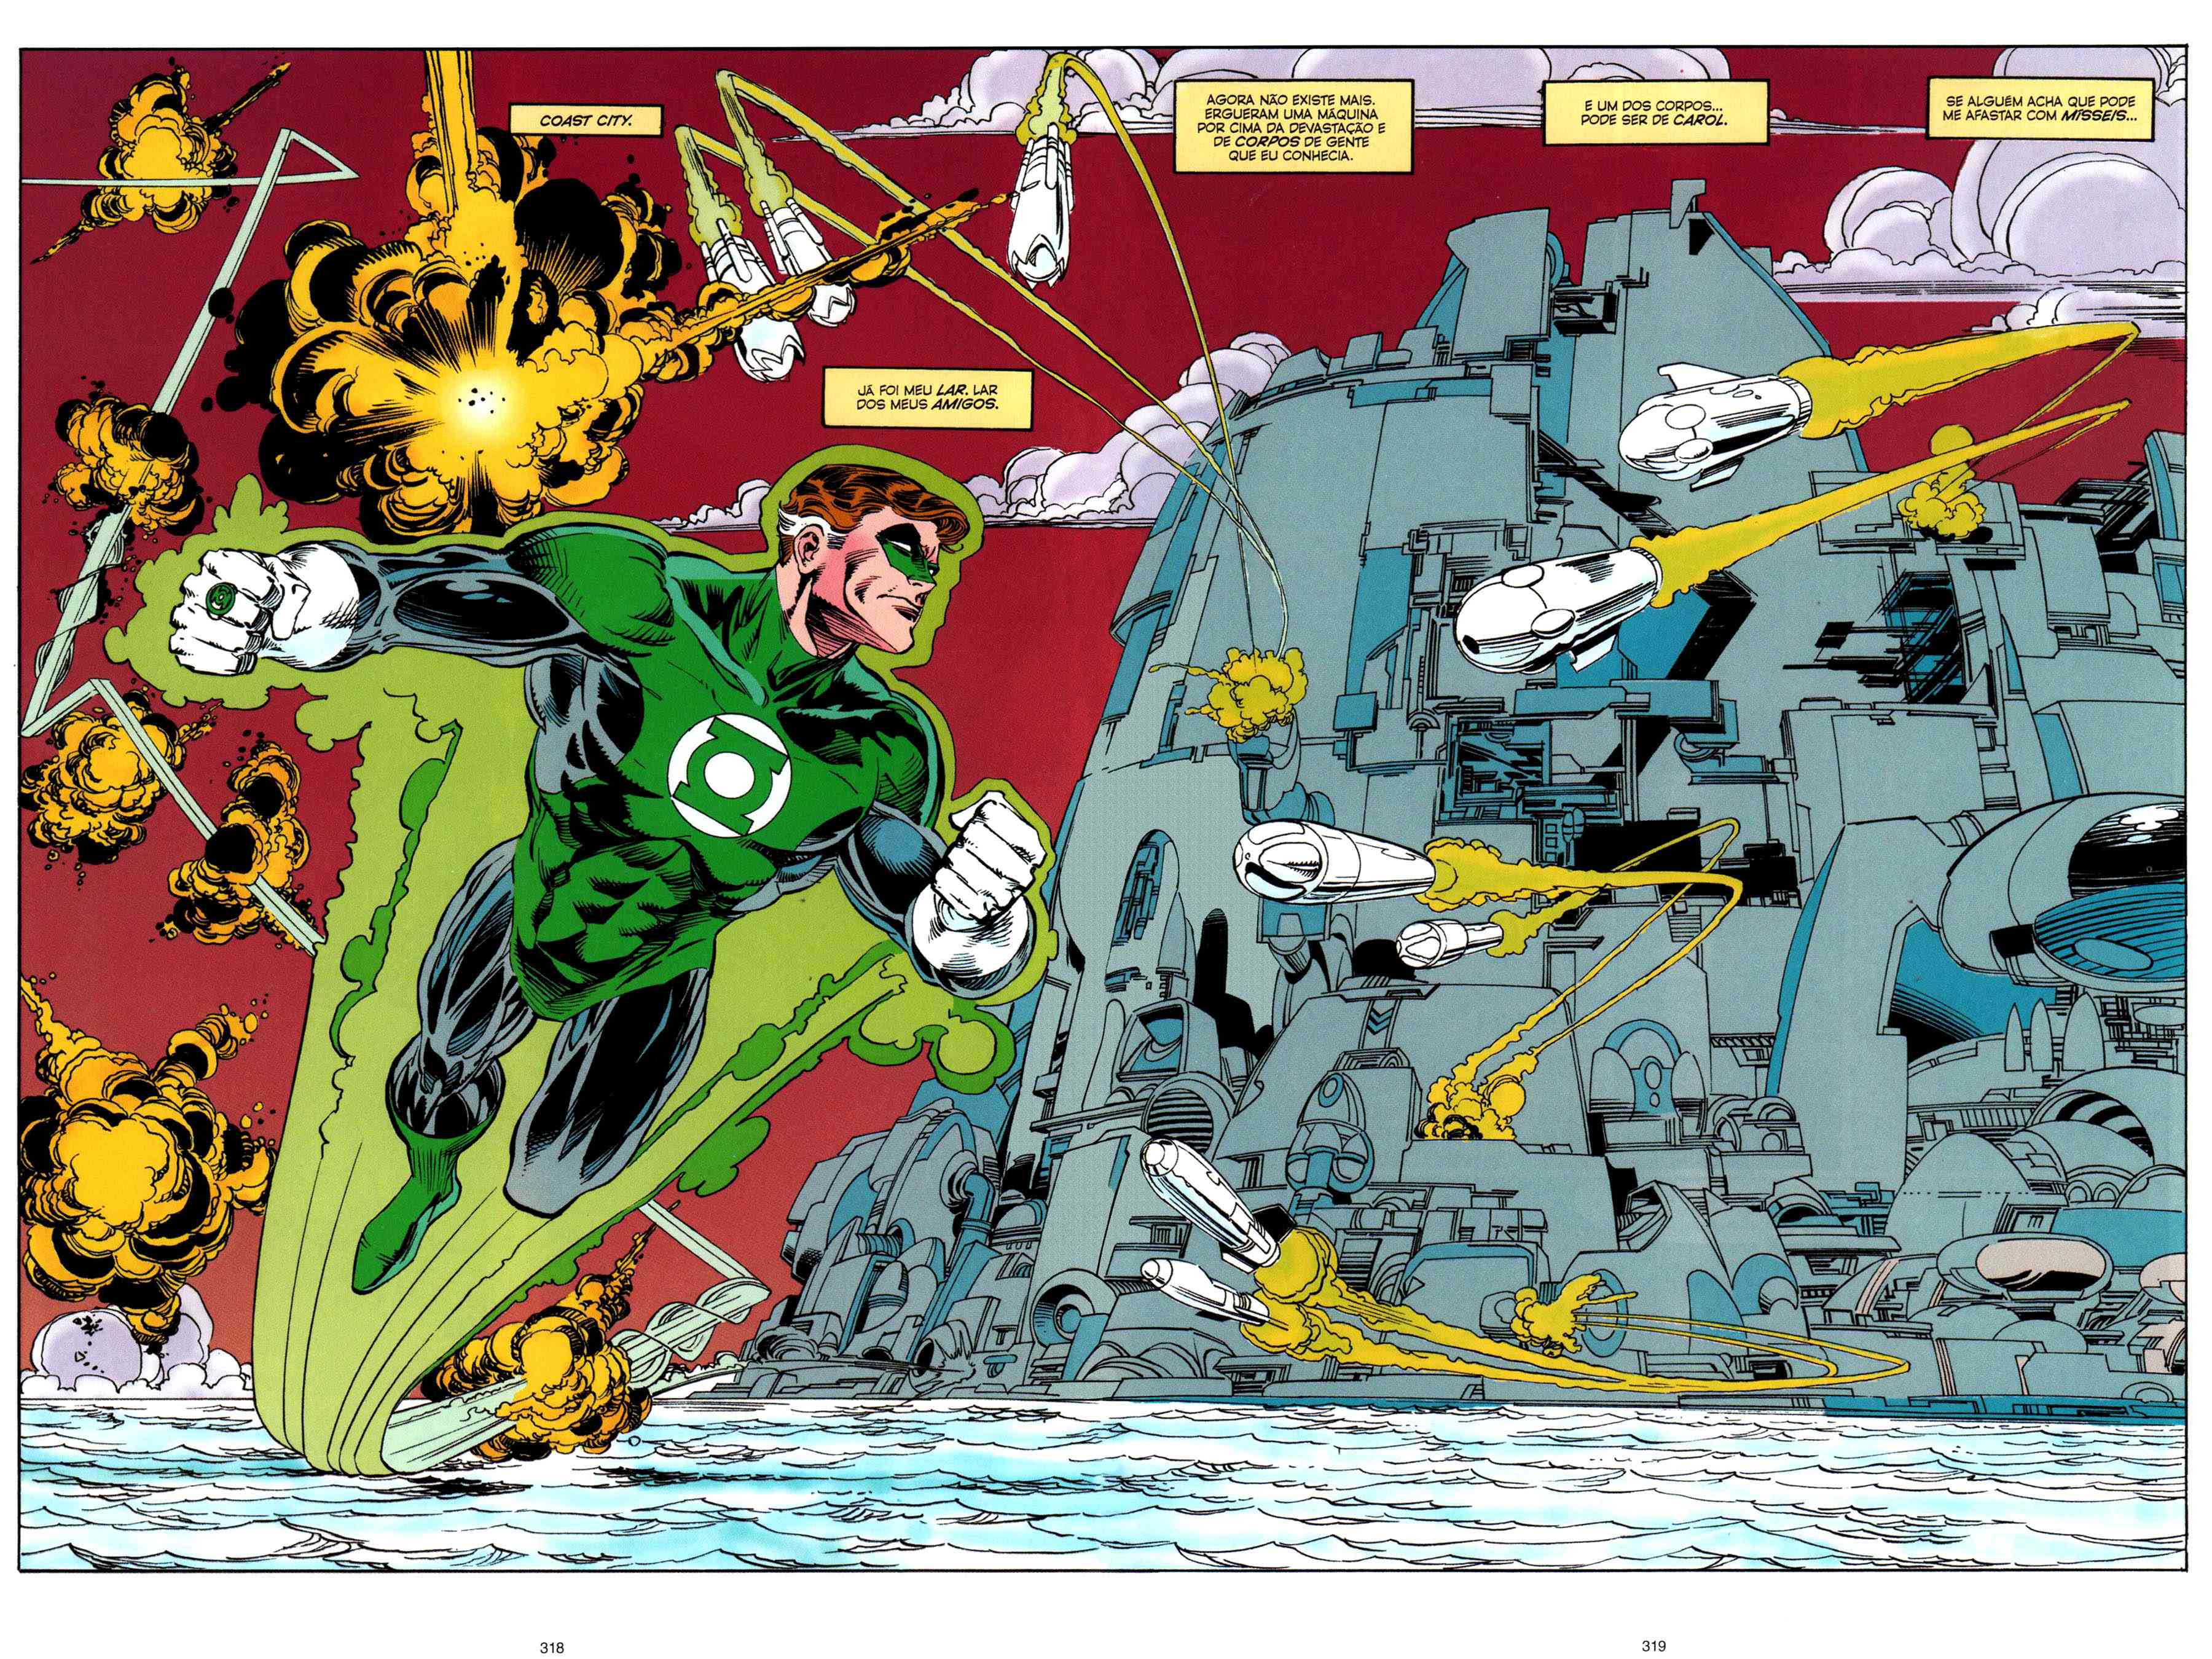 COAST CITY.
JÁ FOI MEU LAR. LAR
DOS MEUS AMIGOS.
AGORA NÃO EXISTE MAIS.
ERGUERAM UMA MÁQUINA
POR CIMA DA DEVASTAÇÃO E
DE CORPOS DE GENTE
QUE EU CONHECIA.
E UM DOS CORPOS...
PODE SER DE CAROL.
SE ALGUÉM ACHA QUE PODE
ME AFASTAR COM MÍSSEIS...
318
319